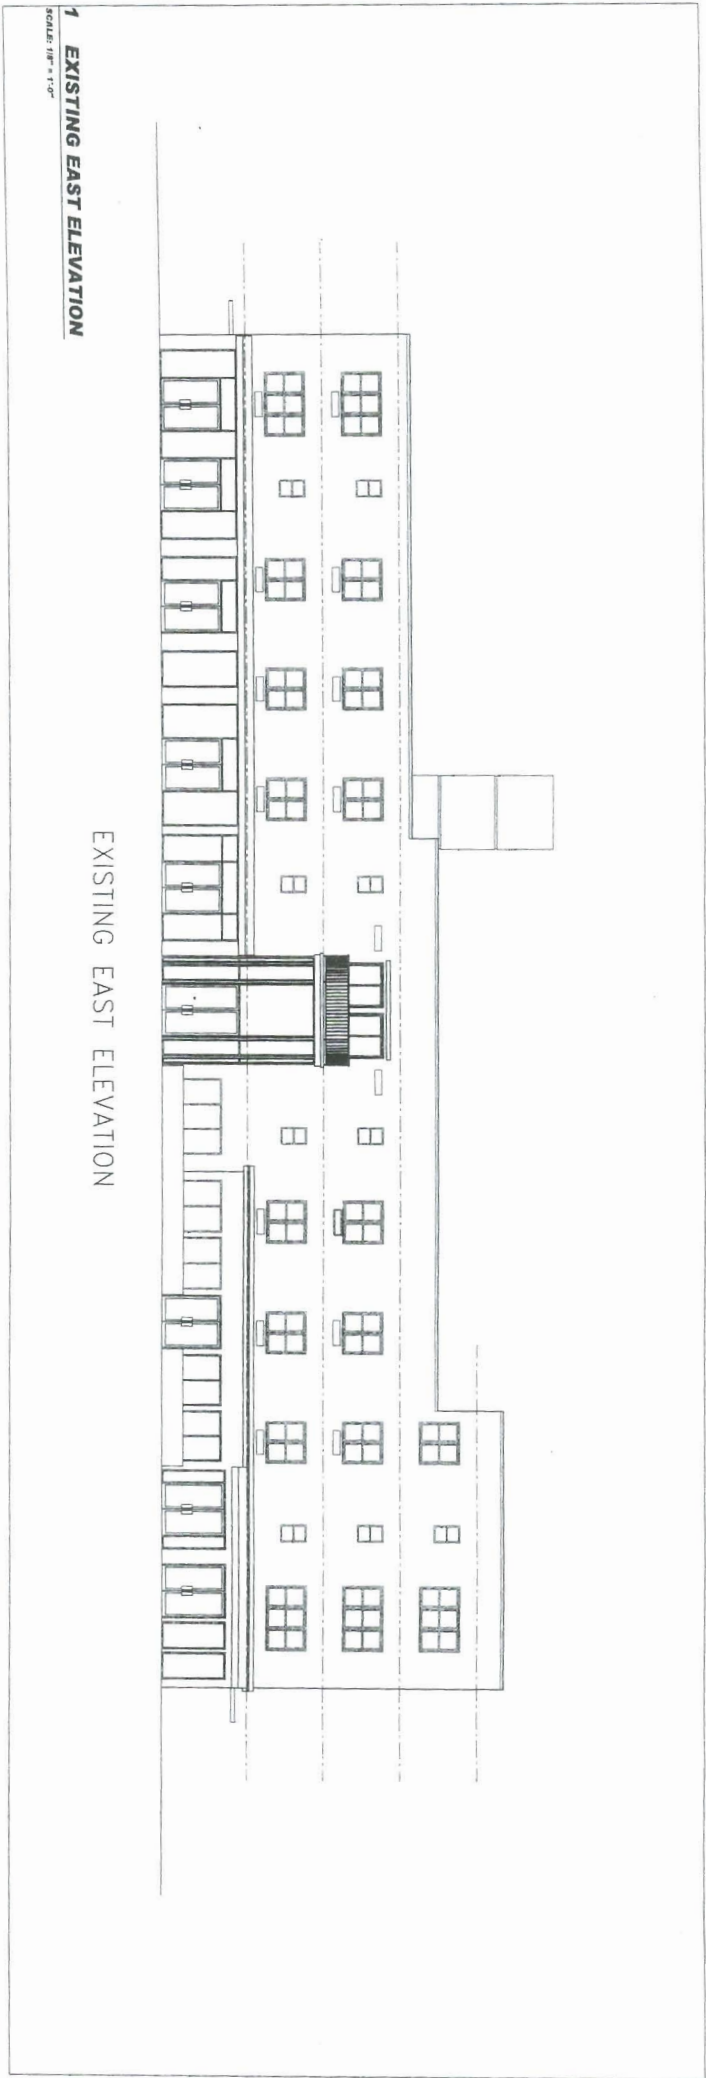 EXISTING EAST ELEVATION
1 EXISTING EAST ELEVATION
SCALE: 1/8" = 1'-0"